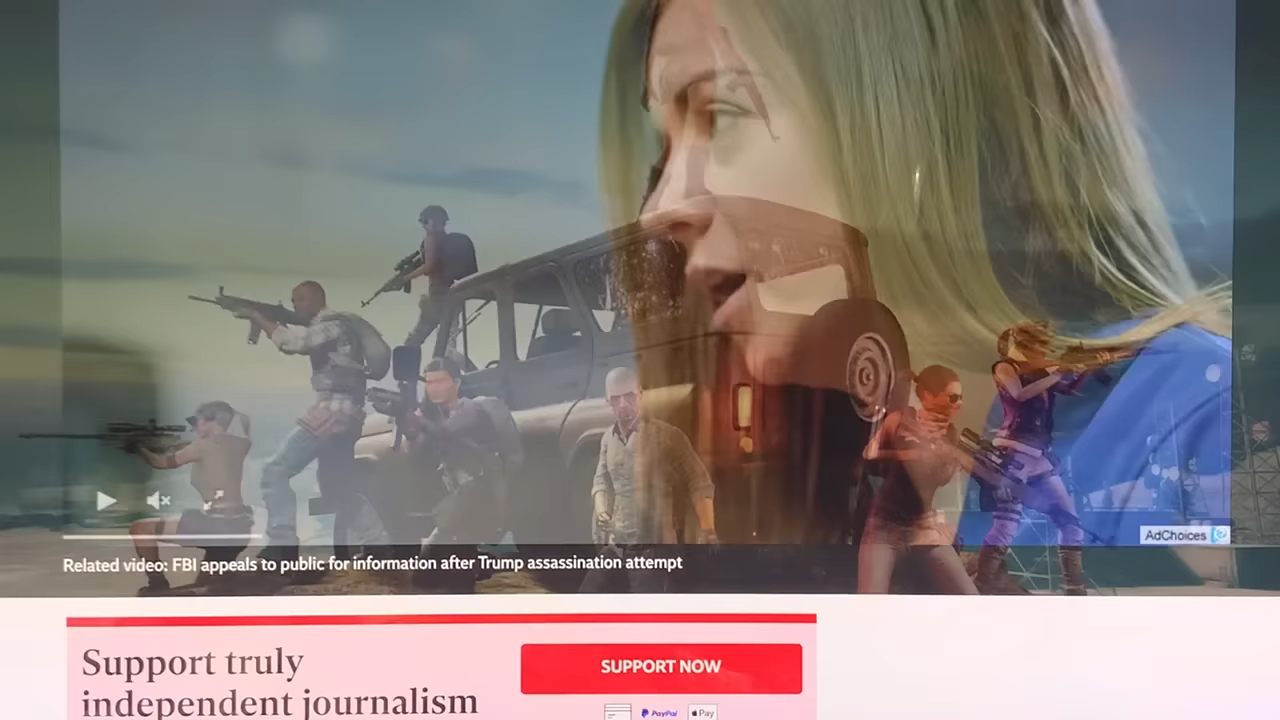 AdChoices
Related video: FBI appeals to public for information after Trump assassination attempt
Support truly
independent journalism
SUPPORT NOW
PayPal
Pay